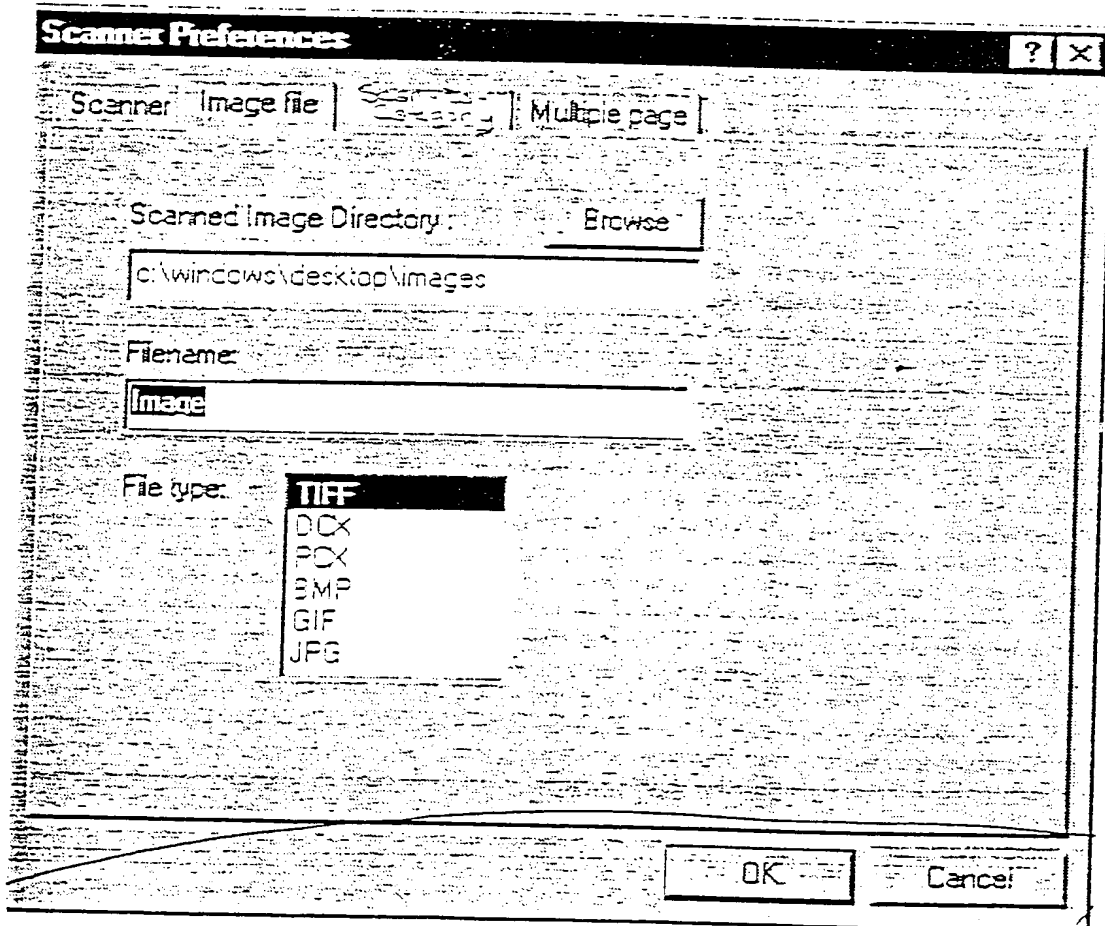 Scanner Preferences ? X
Scanner Image file Multiple page
Scanned Image Directory : Browse
c:\windows\desktop\images
Filename:
Image
File type: TIFF
DCX
PCX
BMP
GIF
JPG
OK Cancel